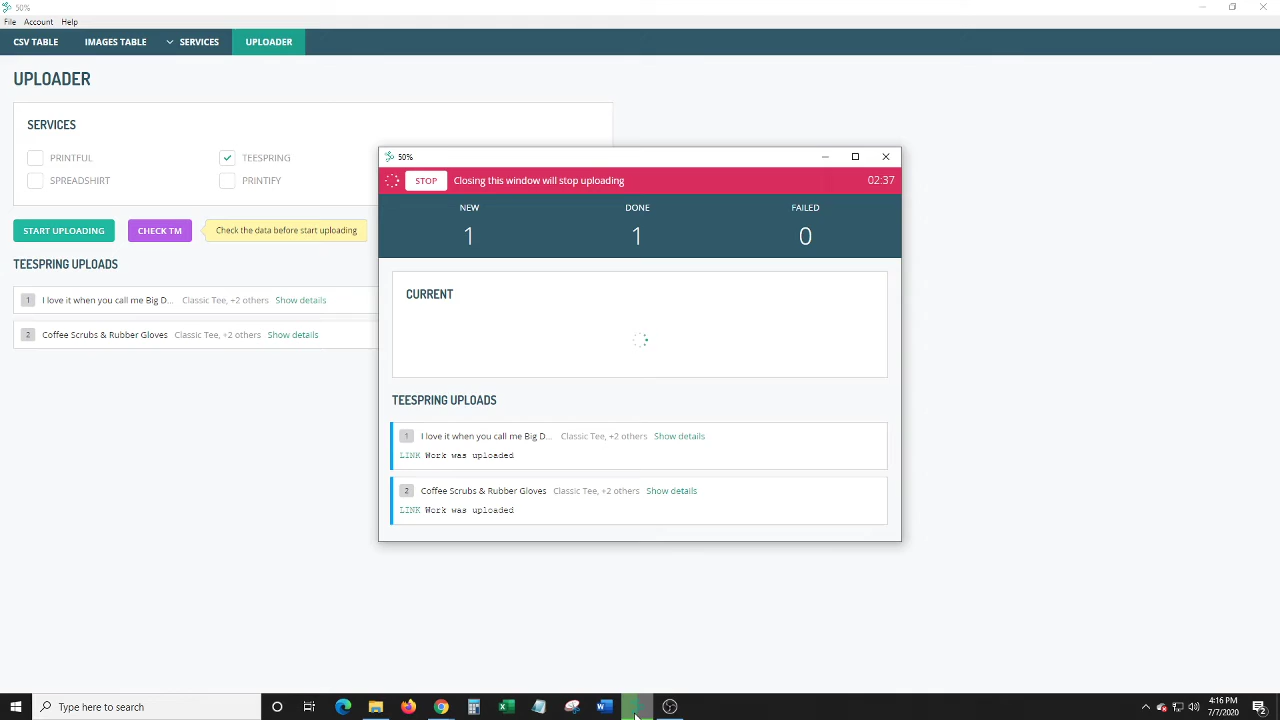 50%
File Account Help
CSV TABLE IMAGES TABLE SERVICES UPLOADER
UPLOADER
SERVICES
PRINTFUL TEESPRING
SPREADSHIRT PRINTIFY
START UPLOADING CHECK TM Check the data before start uploading
TEESPRING UPLOADS
1 I love it when you call me Big D... Classic Tee, +2 others Show details
2 Coffee Scrubs & Rubber Gloves Classic Tee, +2 others Show details
50%
STOP Closing this window will stop uploading 02:37
NEW DONE FAILED
1 1 0
CURRENT
TEESPRING UPLOADS
1 I love it when you call me Big D... Classic Tee, +2 others Show details
LINK Work was uploaded
2 Coffee Scrubs & Rubber Gloves Classic Tee, +2 others Show details
LINK Work was uploaded
Type here to search
4:16 PM
7/7/2020
2